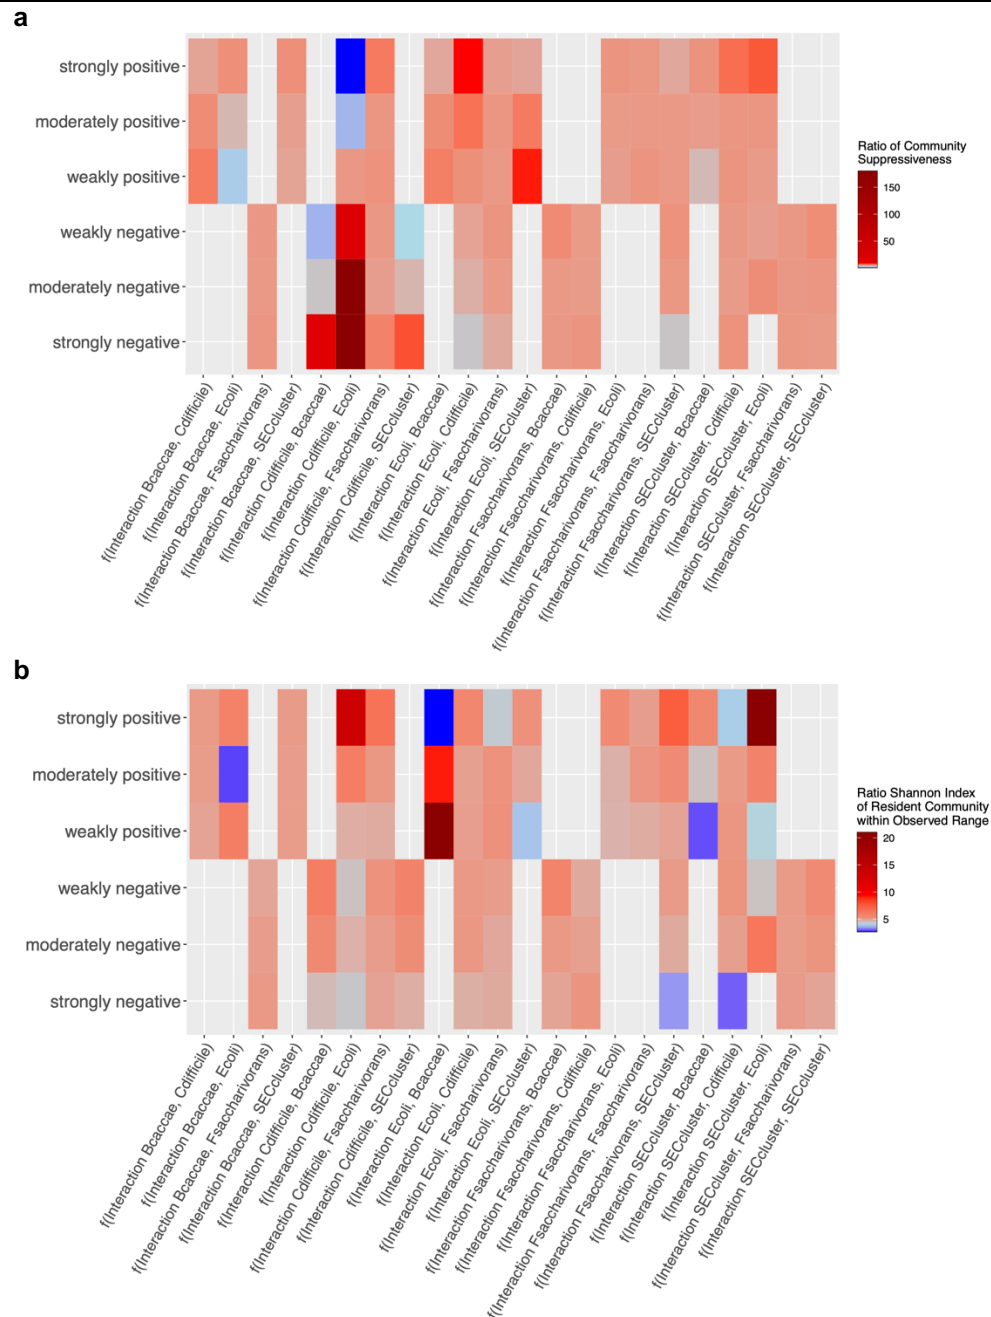 a
strongly positive
moderately positive
weakly positive
weakly negative
moderately negative
strongly negative
Ratio of Community
Suppressiveness
150
100
50
f(Interaction Bcaccae, Cdifficile)
f(Interaction Bcaccae, Ecoli)
f(Interaction Bcaccae, Fsaccharivorans)
f(Interaction Bcaccae, SECcluster)
f(Interaction Cdifficile, Bcaccae)
f(Interaction Cdifficile, Ecoli)
f(Interaction Cdifficile, Fsaccharivorans)
f(Interaction Cdifficile, SECcluster)
f(Interaction Ecoli, Bcaccae)
f(Interaction Ecoli, Cdifficile)
f(Interaction Ecoli, Fsaccharivorans)
f(Interaction Ecoli, SECcluster)
f(Interaction Fsaccharivorans, Bcaccae)
f(Interaction Fsaccharivorans, Cdifficile)
f(Interaction Fsaccharivorans, Ecoli)
f(Interaction Fsaccharivorans, Fsaccharivorans)
f(Interaction Fsaccharivorans, SECcluster)
f(Interaction SECcluster, Bcaccae)
f(Interaction SECcluster, Cdifficile)
f(Interaction SECcluster, Ecoli)
f(Interaction SECcluster, Fsaccharivorans)
f(Interaction SECcluster, SECcluster)
b
strongly positive
moderately positive
weakly positive
weakly negative
moderately negative
strongly negative
Ratio Shannon Index
of Resident Community
within Observed Range
20
15
10
5
f(Interaction Bcaccae, Cdifficile)
f(Interaction Bcaccae, Ecoli)
f(Interaction Bcaccae, Fsaccharivorans)
f(Interaction Bcaccae, SECcluster)
f(Interaction Cdifficile, Bcaccae)
f(Interaction Cdifficile, Ecoli)
f(Interaction Cdifficile, Fsaccharivorans)
f(Interaction Cdifficile, SECcluster)
f(Interaction Ecoli, Bcaccae)
f(Interaction Ecoli, Cdifficile)
f(Interaction Ecoli, Fsaccharivorans)
f(Interaction Ecoli, SECcluster)
f(Interaction Fsaccharivorans, Bcaccae)
f(Interaction Fsaccharivorans, Cdifficile)
f(Interaction Fsaccharivorans, Ecoli)
f(Interaction Fsaccharivorans, Fsaccharivorans)
f(Interaction Fsaccharivorans, SECcluster)
f(Interaction SECcluster, Bcaccae)
f(Interaction SECcluster, Cdifficile)
f(Interaction SECcluster, Ecoli)
f(Interaction SECcluster, Fsaccharivorans)
f(Interaction SECcluster, SECcluster)